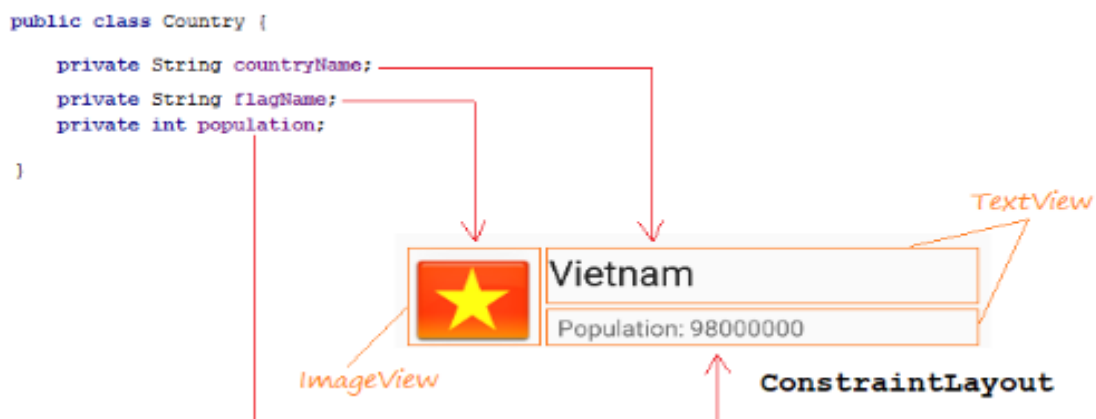 public class Country {
private String countryName;
private String flagName;
private int population;
}
TextView
Vietnam
Population: 98000000
ImageView
ConstraintLayout